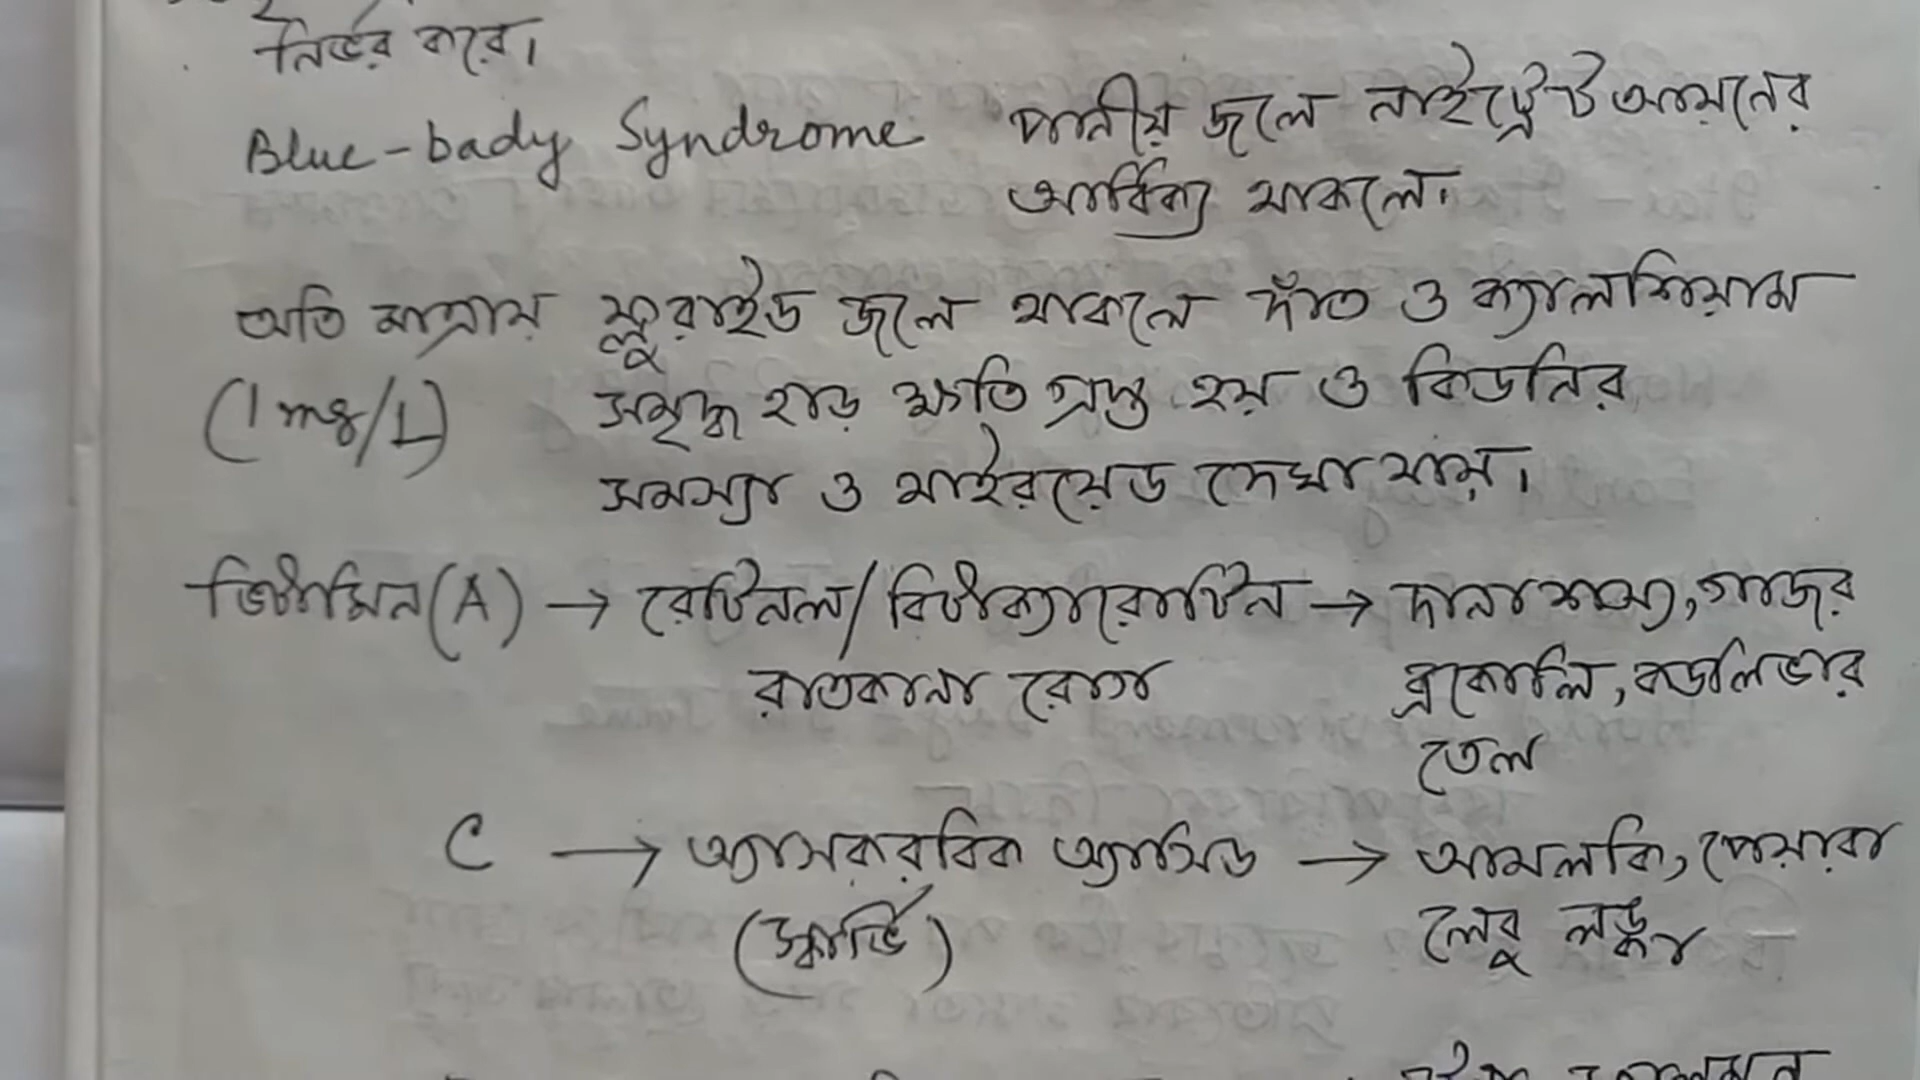 নির্ভর করে।
Blue-bady Syndrome পানীয় জলে নাইট্রেট আয়নের
আধিক্য থাকলে।
অতি মাত্রায় ফ্লুরাইড জলে থাকলে দাঁত ও ক্যালশিয়াম
(1 mg/L) সমৃদ্ধ হাড় ক্ষতি গ্রস্ত হয় ও কিডনির
সমস্যা ও থাইরয়েড দেখা যায়।
ভিটামিন (A) → রেটিনল/বিটাক্যারোটিন → দানাশস্য, গাজর
রাতকানা রোগ ব্রকোলি, কডলিভার
তেল
C → অ্যাসকরবিক অ্যাসিড → আমলকি, পেয়ারা
(স্কার্ভি) লেবু লঙ্কা